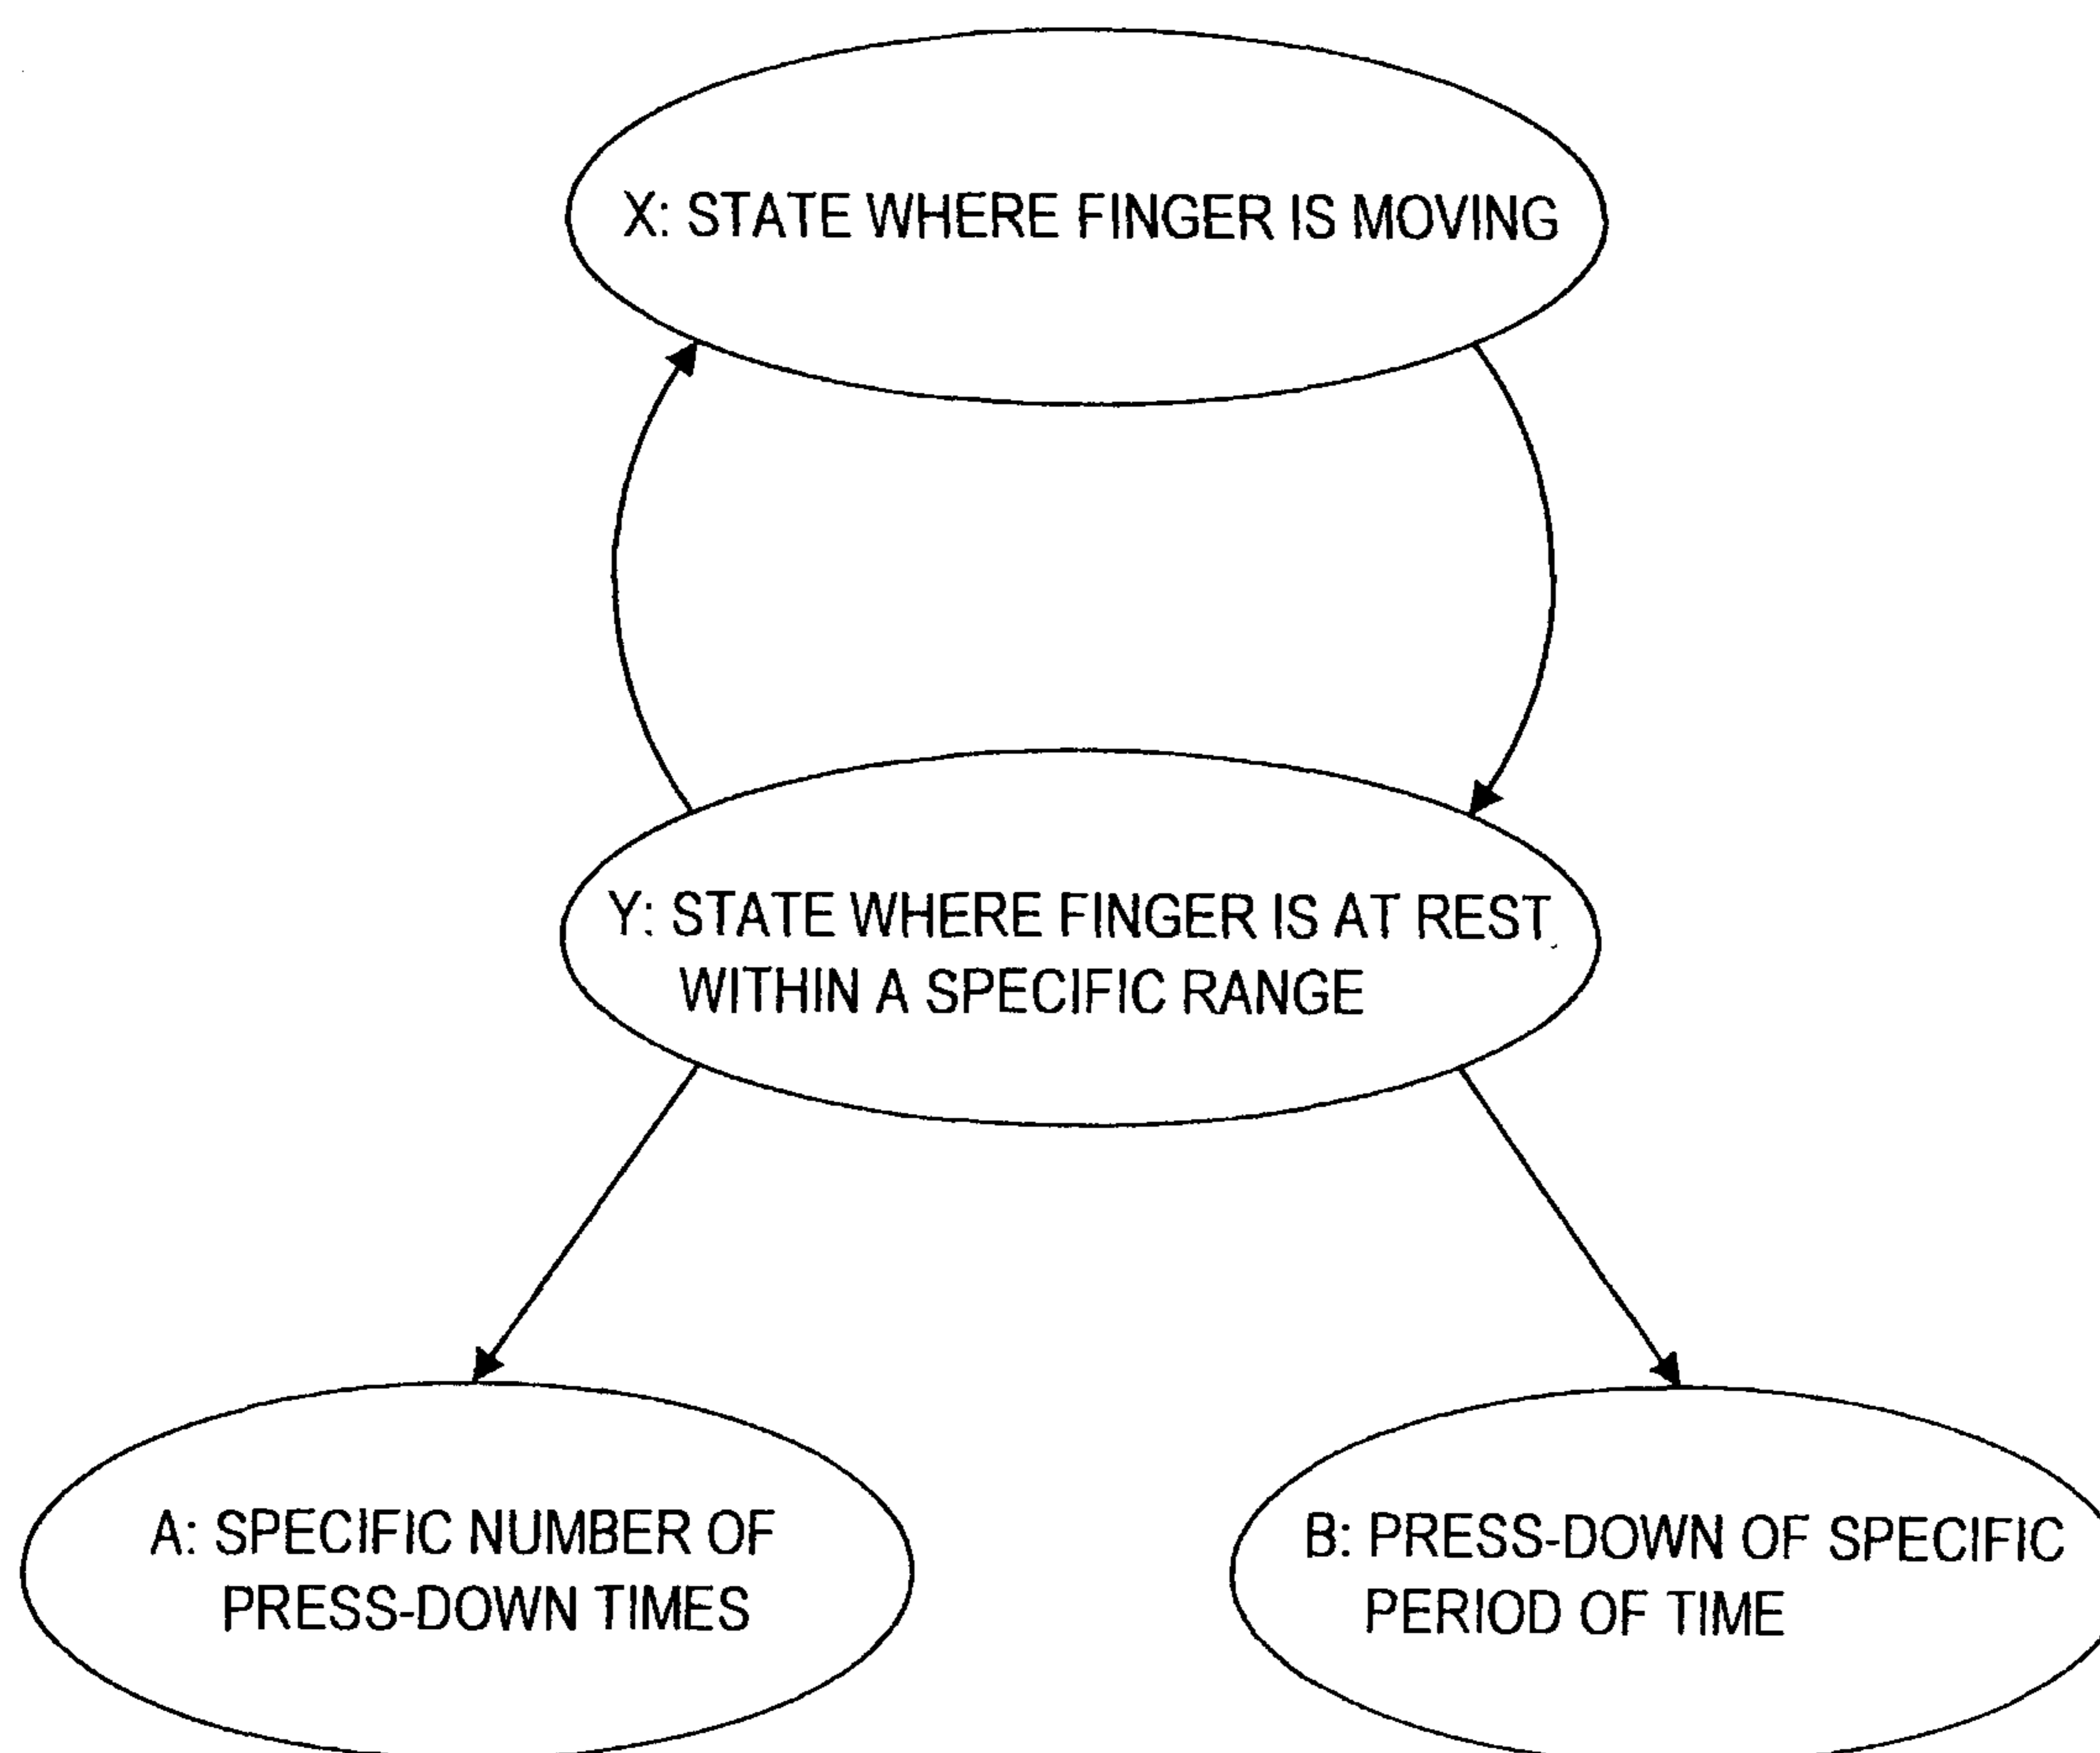 X: STATE WHERE FINGER IS MOVING
Y: STATE WHERE FINGER IS AT REST
WITHIN A SPECIFIC RANGE
A: SPECIFIC NUMBER OF
PRESS-DOWN TIMES
B: PRESS-DOWN OF SPECIFIC
PERIOD OF TIME